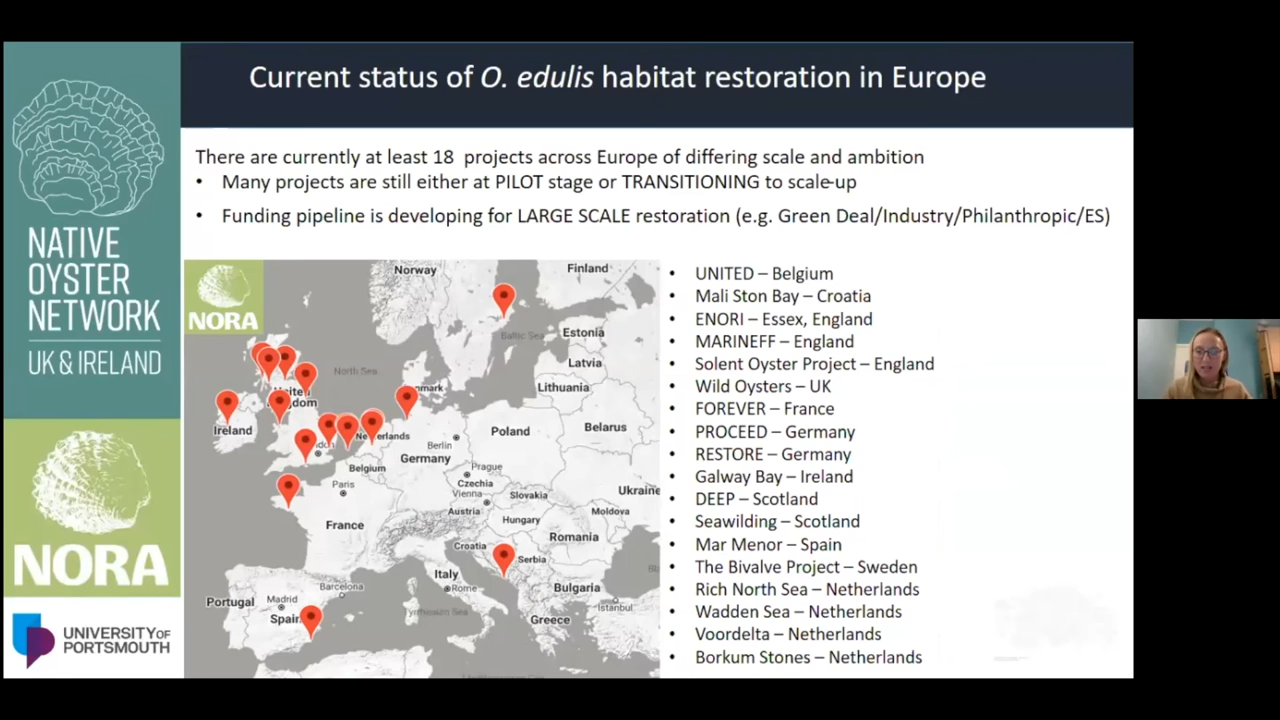 Current status of O. edulis habitat restoration in Europe
There are currently at least 18 projects across Europe of differing scale and ambition
• Many projects are still either at PILOT stage or TRANSITIONING to scale-up
• Funding pipeline is developing for LARGE SCALE restoration (e.g. Green Deal/Industry/Philanthropic/ES)
NATIVE
OYSTER
NETWORK
UK & IRELAND
NORA
UNIVERSITY OF
PORTSMOUTH
NORA
Norway
Finland
Baltic Sea
Estonia
North Sea
Latvia
Lithuania
Ireland
Netherlands
Berlin
Poland
Belarus
Belgium
Germany
Prague
Paris
Czechia
Ukraine
Vienna
Slovakia
Austria
Moldova
Hungary
France
Romania
Croatia
Serbia
Italy
Barcelona
Rome
Bulgaria
Portugal
Madrid
Istanbul
Spain
Greece
• UNITED – Belgium
• Mali Ston Bay – Croatia
• ENORI – Essex, England
• MARINEFF – England
• Solent Oyster Project – England
• Wild Oysters – UK
• FOREVER – France
• PROCEED – Germany
• RESTORE – Germany
• Galway Bay – Ireland
• DEEP – Scotland
• Seawilding – Scotland
• Mar Menor – Spain
• The Bivalve Project – Sweden
• Rich North Sea – Netherlands
• Wadden Sea – Netherlands
• Voordelta – Netherlands
• Borkum Stones – Netherlands